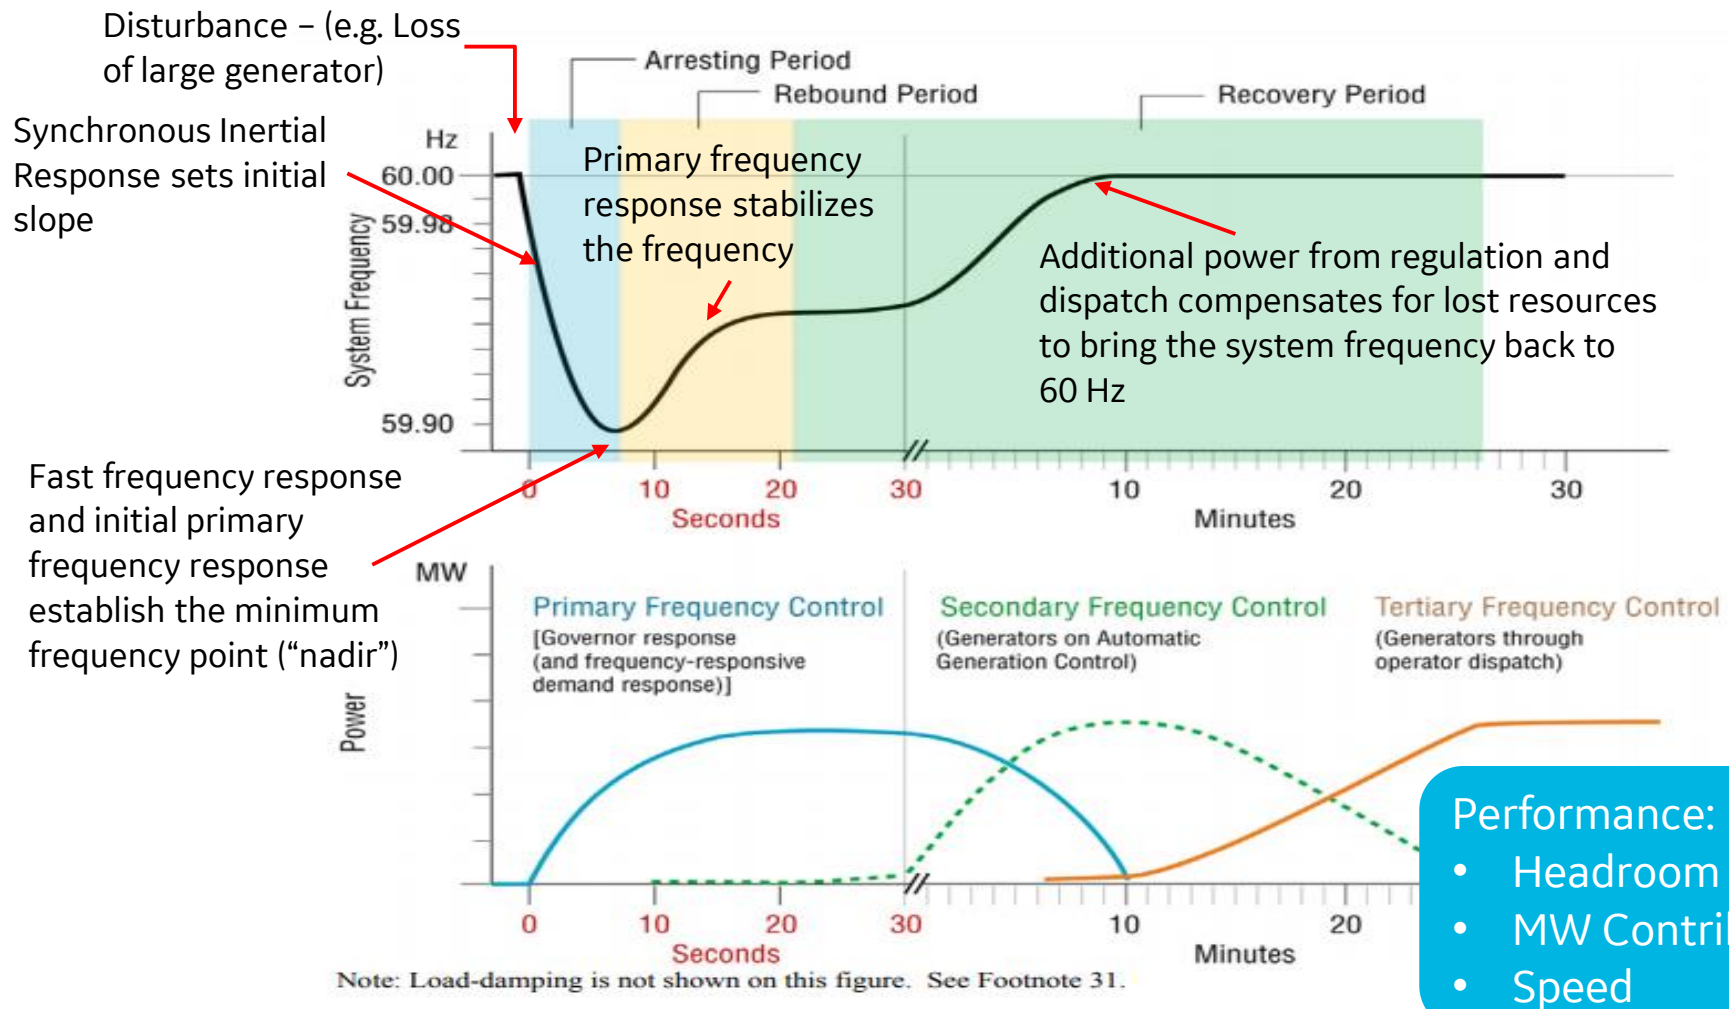 Disturbance – (e.g. Loss
of large generator)
Arresting Period
Rebound Period
Recovery Period
Synchronous Inertial
Response sets initial
slope
Hz
60.00
59.98
59.90
System Frequency
Primary frequency
response stabilizes
the frequency
Additional power from regulation and
dispatch compensates for lost resources
to bring the system frequency back to
60 Hz
Fast frequency response
and initial primary
frequency response
establish the minimum
frequency point (“nadir”)
0 10 20 30 10 20 30
Seconds Minutes
MW
Power
Primary Frequency Control
[Governor response
(and frequency-responsive
demand response)]
Secondary Frequency Control
(Generators on Automatic
Generation Control)
Tertiary Frequency Control
(Generators through
operator dispatch)
0 10 20 30 10 20
Seconds Minutes
Performance:
• Headroom
• MW
• Speed
Note: Load-damping is not shown on this figure. See Footnote 31.